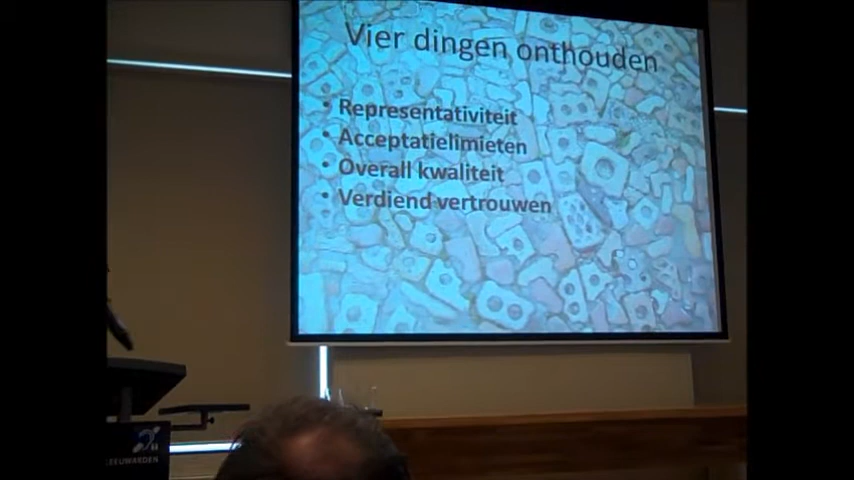 Vier dingen onthouden
• Representativiteit
• Acceptatielimieten
• Overall kwaliteit
• Verdiend vertrouwen
LEEUWARDEN